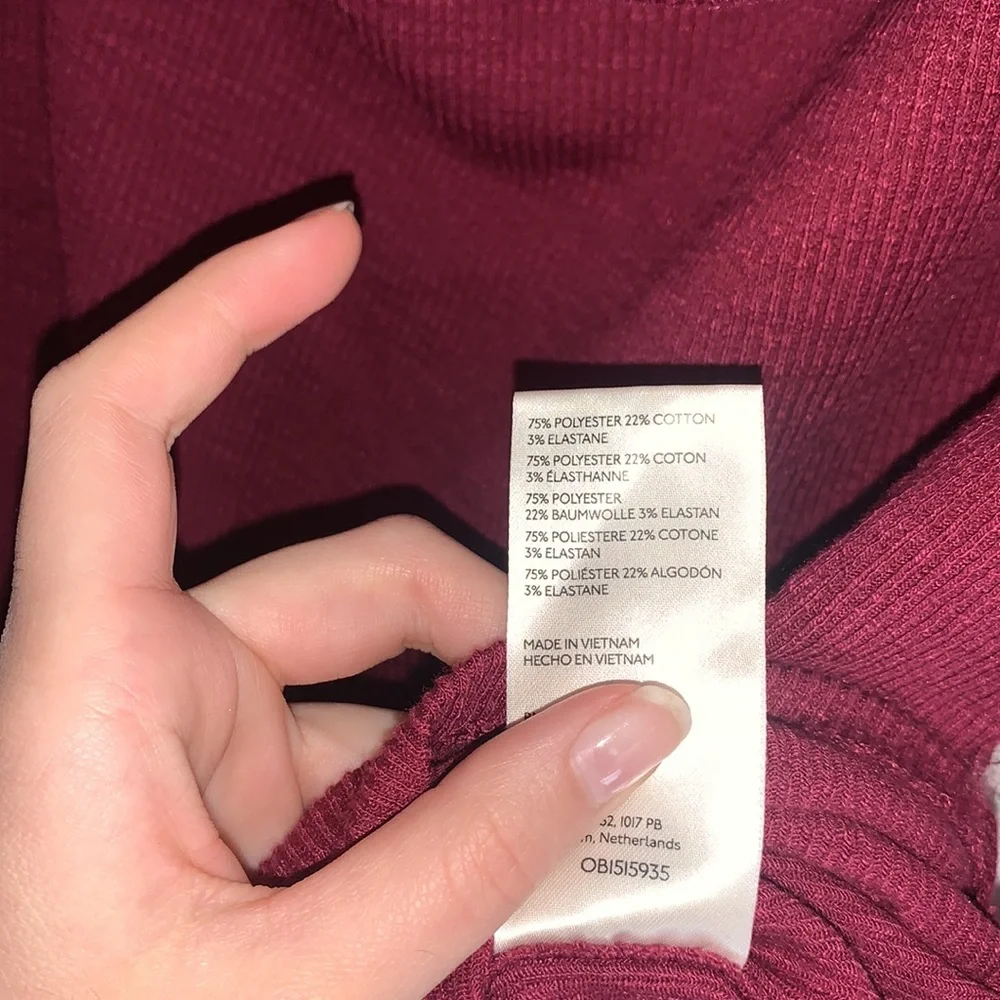 75% POLYESTER 22% COTTON
3% ELASTANE
75% POLYESTER 22% COTON
3% ÉLASTHANNE
75% POLYESTER
22% BAUMWOLLE 3% ELASTAN
75% POLIESTERE 22% COTONE
3% ELASTAN
75% POLIÉSTER 22% ALGODÓN
3% ELASTANE
MADE IN VIETNAM
HECHO EN VIETNAM
1017 PB
Netherlands
OB1515935